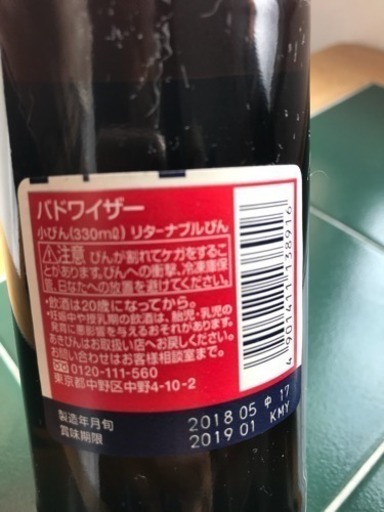 バドワイザー
小びん(330mℓ) リターナブルびん
⚠注意 びんが割れてケガをするこ
とがあります。びんへの衝撃、冷凍庫保
管、日なたへの放置を避けてください。
・飲酒は20歳になってから。
・妊娠中や授乳期の飲酒は、胎児・乳児の
発育に悪影響を与えるおそれがあります。
あきびんはお取扱い店へお戻しください。
お問い合わせはお客様相談室まで。
0120-111-560
東京都中野区中野4-10-2
4901411138916
製造年月旬 2018 05 中 17
賞味期限 2019 01 KMY